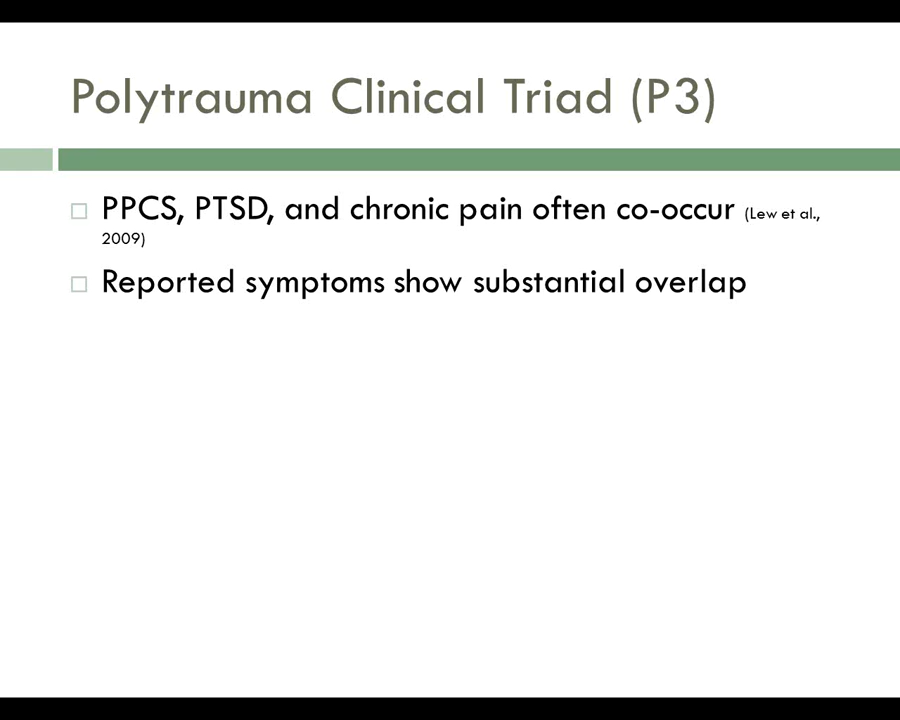 Polytrauma Clinical Triad (P3)
PPCS, PTSD, and chronic pain often co-occur (Lew et al.,
2009)
Reported symptoms show substantial overlap